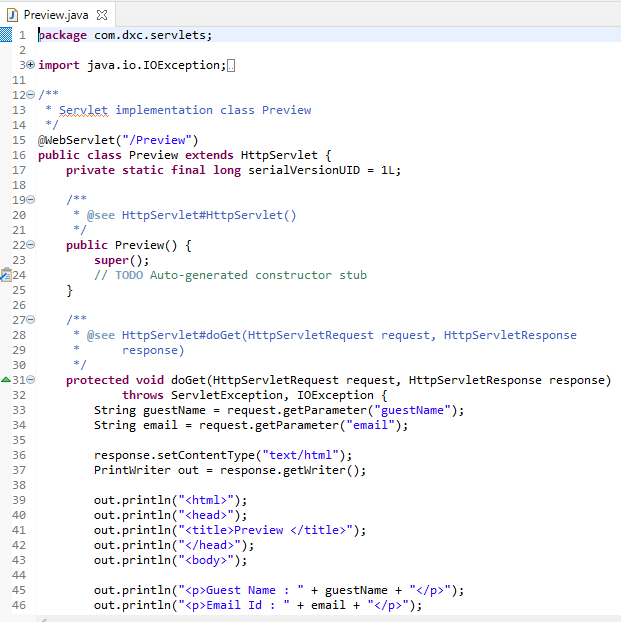 Preview.java
1 package com.dxc.servlets;
2
3 import java.io.IOException;
11
12 /**
13  * Servlet implementation class Preview
14  */
15 @WebServlet("/Preview")
16 public class Preview extends HttpServlet {
17     private static final long serialVersionUID = 1L;
18
19     /**
20      * @see HttpServlet#HttpServlet()
21      */
22     public Preview() {
23         super();
24         // TODO Auto-generated constructor stub
25     }
26
27     /**
28      * @see HttpServlet#doGet(HttpServletRequest request, HttpServletResponse
29      *      response)
30      */
31     protected void doGet(HttpServletRequest request, HttpServletResponse response)
32             throws ServletException, IOException {
33         String guestName = request.getParameter("guestName");
34         String email = request.getParameter("email");
35
36         response.setContentType("text/html");
37         PrintWriter out = response.getWriter();
38
39         out.println("<html>");
40         out.println("<head>");
41         out.println("<title>Preview </title>");
42         out.println("</head>");
43         out.println("<body>");
44
45         out.println("<p>Guest Name : " + guestName + "</p>");
46         out.println("<p>Email Id : " + email + "</p>");